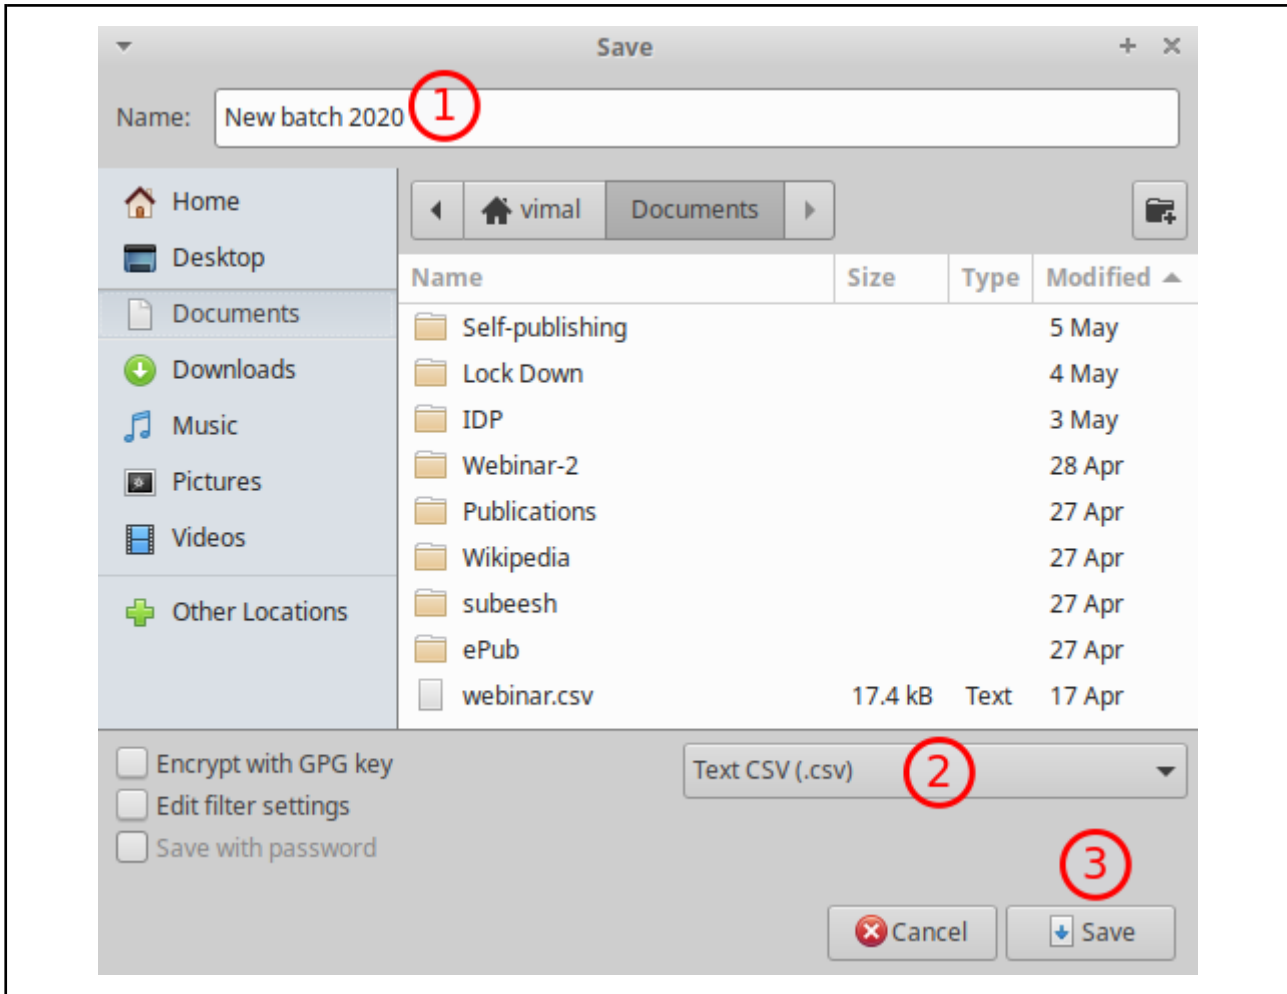 Save
Name: New batch 2020 1
Home
Desktop
Documents
Downloads
Music
Pictures
Videos
Other Locations
vimal Documents
Name Size Type Modified
Self-publishing 5 May
Lock Down 4 May
IDP 3 May
Webinar-2 28 Apr
Publications 27 Apr
Wikipedia 27 Apr
subeesh 27 Apr
ePub 27 Apr
webinar.csv 17.4 kB Text 17 Apr
Encrypt with GPG key
Edit filter settings
Save with password
Text CSV (.csv) 2
3
Cancel Save